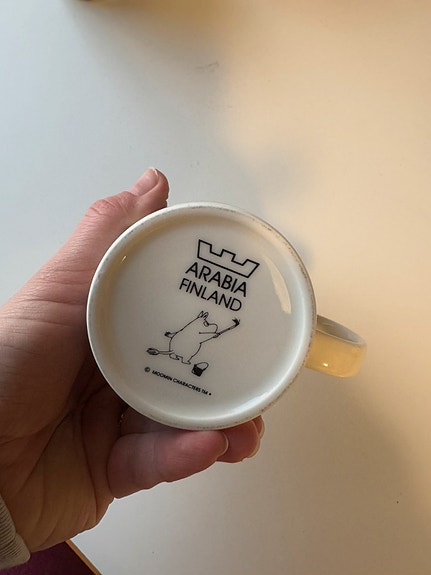 ARABIA
FINLAND
© MOOMIN CHARACTERS TM